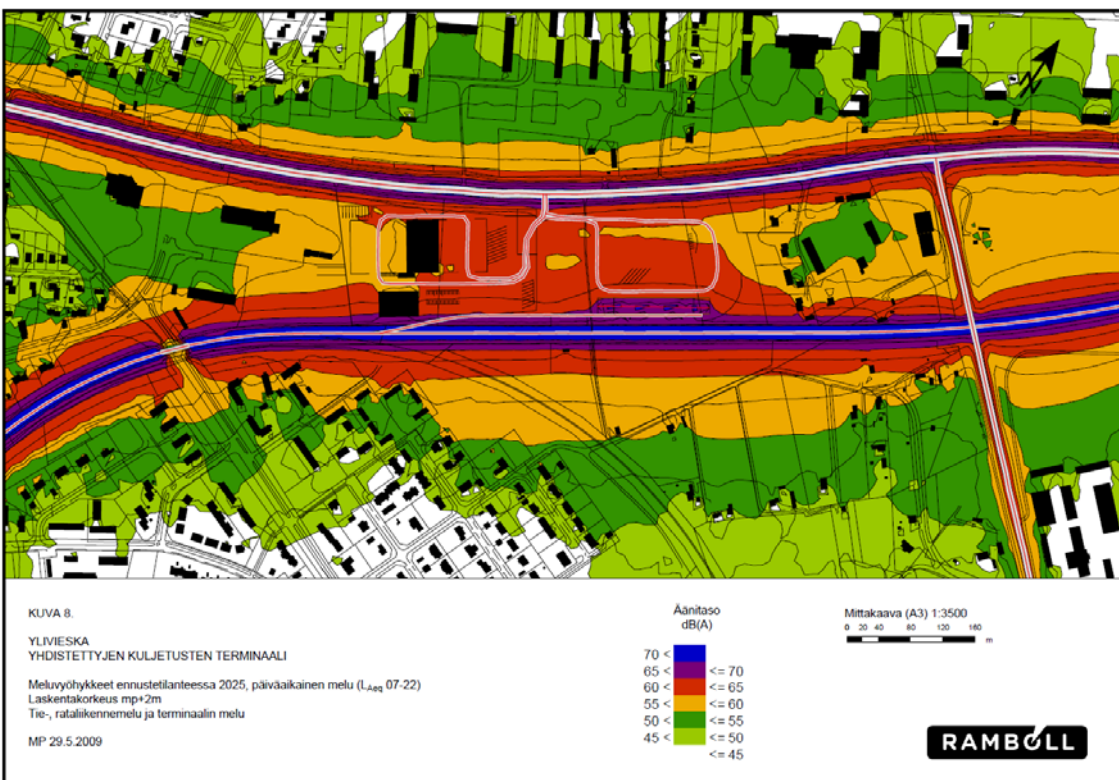 N
KUVA 8.
YLIVIESKA
YHDISTETTYJEN KULJETUSTEN TERMINAALI
Meluvyöhykkeet ennustetilanteessa 2025, päiväaikainen melu (LAeq 07-22)
Laskentakorkeus mp+2m
Tie-, rataliikennemelu ja terminaalin melu
MP 29.5.2009
Äänitaso
dB(A)
70 <
65 < <= 70
60 < <= 65
55 < <= 60
50 < <= 55
45 < <= 50
<= 45
Mittakaava (A3) 1:3500
0 20 40 80 120 160
m
RAMBOLL